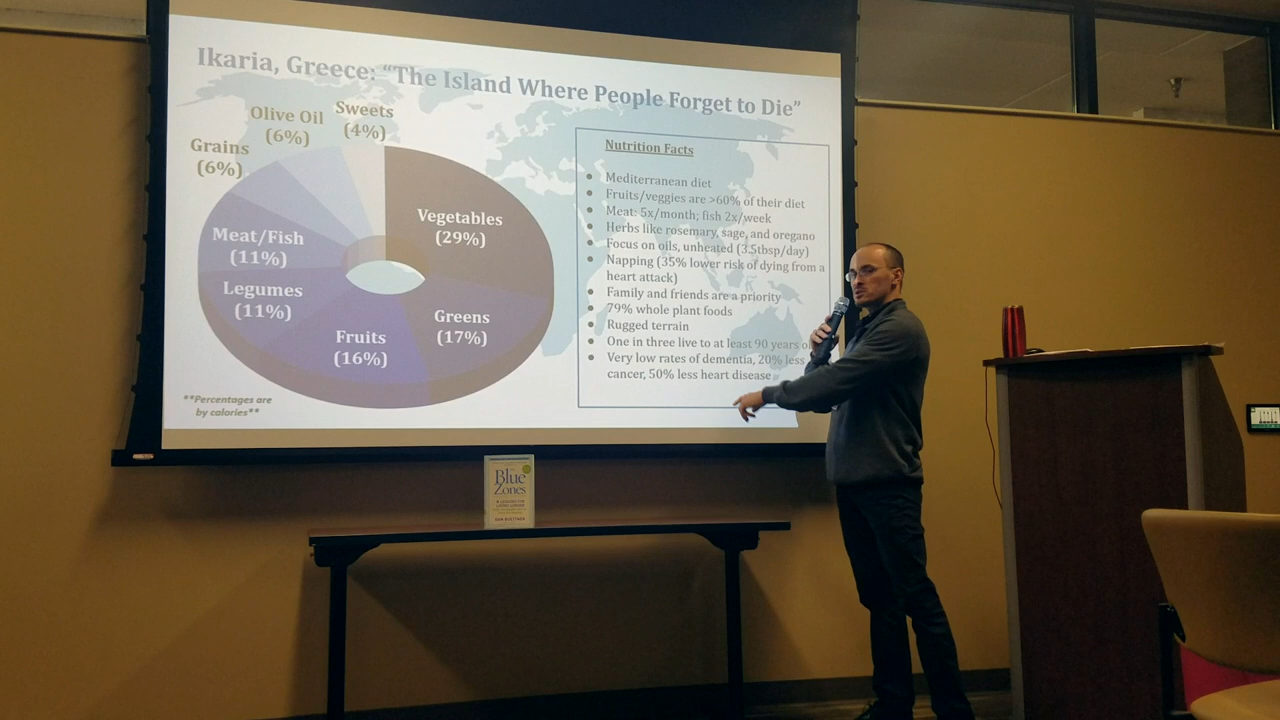 Ikaria, Greece: “The Island Where People Forget to Die”
Sweets
(4%)
Olive Oil
(6%)
Grains
(6%)
Vegetables
(29%)
Meat/Fish
(11%)
Legumes
(11%)
Greens
(17%)
Fruits
(16%)
**Percentages are
by calories**
Nutrition Facts
Mediterranean diet
Fruits/veggies are >60% of their diet
Meat: 5x/month; fish 2x/week
Herbs like rosemary, sage, and oregano
Focus on oils, unheated (3.5tbsp/day)
Napping (35% lower risk of dying from a
heart attack)
Family and friends are a priority
79% whole plant foods
Rugged terrain
One in three live to at least 90 years
Very low rates of dementia, 20% less
cancer, 50% less heart disease
Blue
Zones